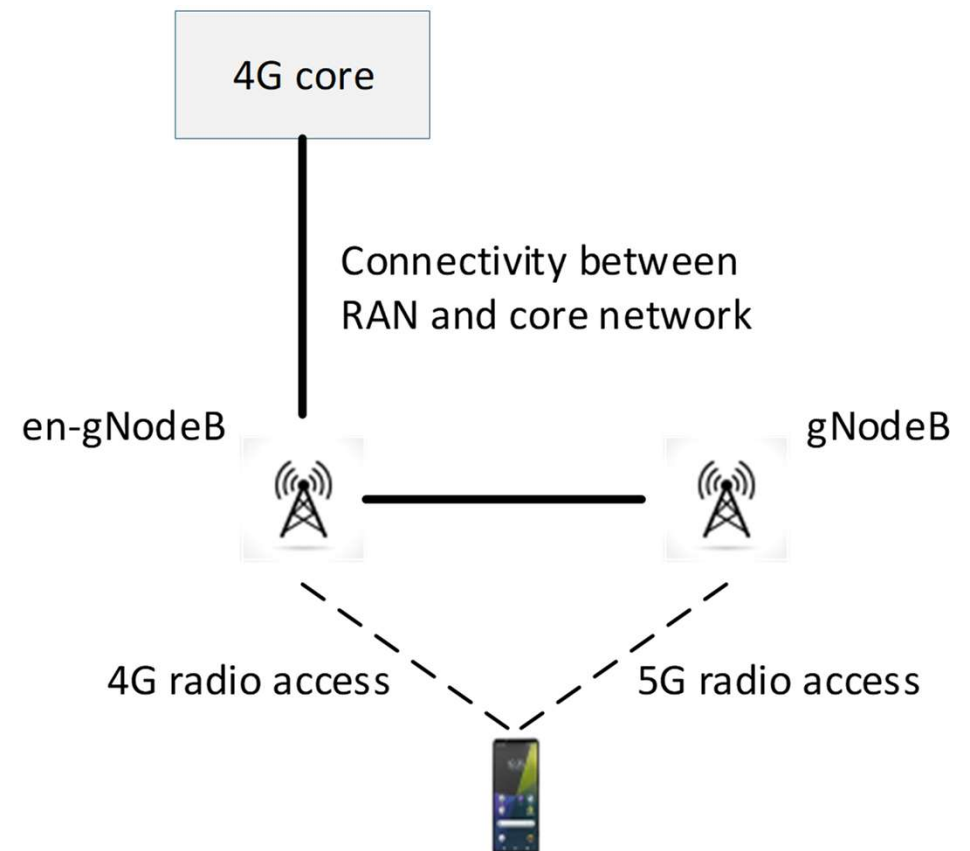 4G core
Connectivity between
RAN and core network
en-gNodeB
gNodeB
4G radio access
5G radio access